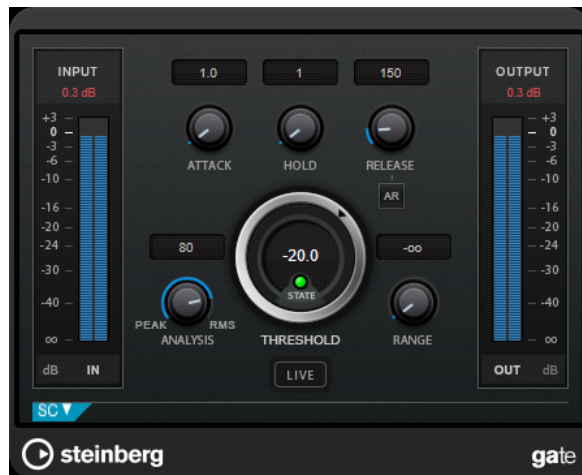 INPUT
0.3 dB
1.0
1
150
OUTPUT
0.3 dB
ATTACK
HOLD
RELEASE
AR
+3
0
-3
-6
-10
-16
-20
-24
-30
-40
∞
dB
IN
80
-20.0
-∞
STATE
PEAK
RMS
ANALYSIS
THRESHOLD
RANGE
LIVE
+3
0
-3
-6
-10
-16
-20
-24
-30
-40
∞
OUT
dB
SC
steinberg
gate